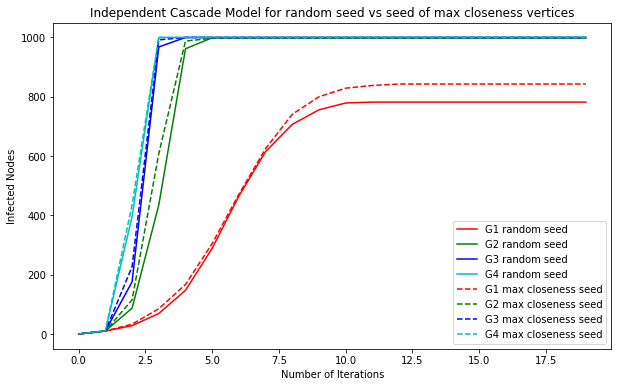 Independent Cascade Model for random seed vs seed of max closeness vertices
1000
800
600
400
200
0
Infected Nodes
G1 random seed
G2 random seed
G3 random seed
G4 random seed
G1 max closeness seed
G2 max closeness seed
G3 max closeness seed
G4 max closeness seed
0.0 2.5 5.0 7.5 10.0 12.5 15.0 17.5
Number of Iterations